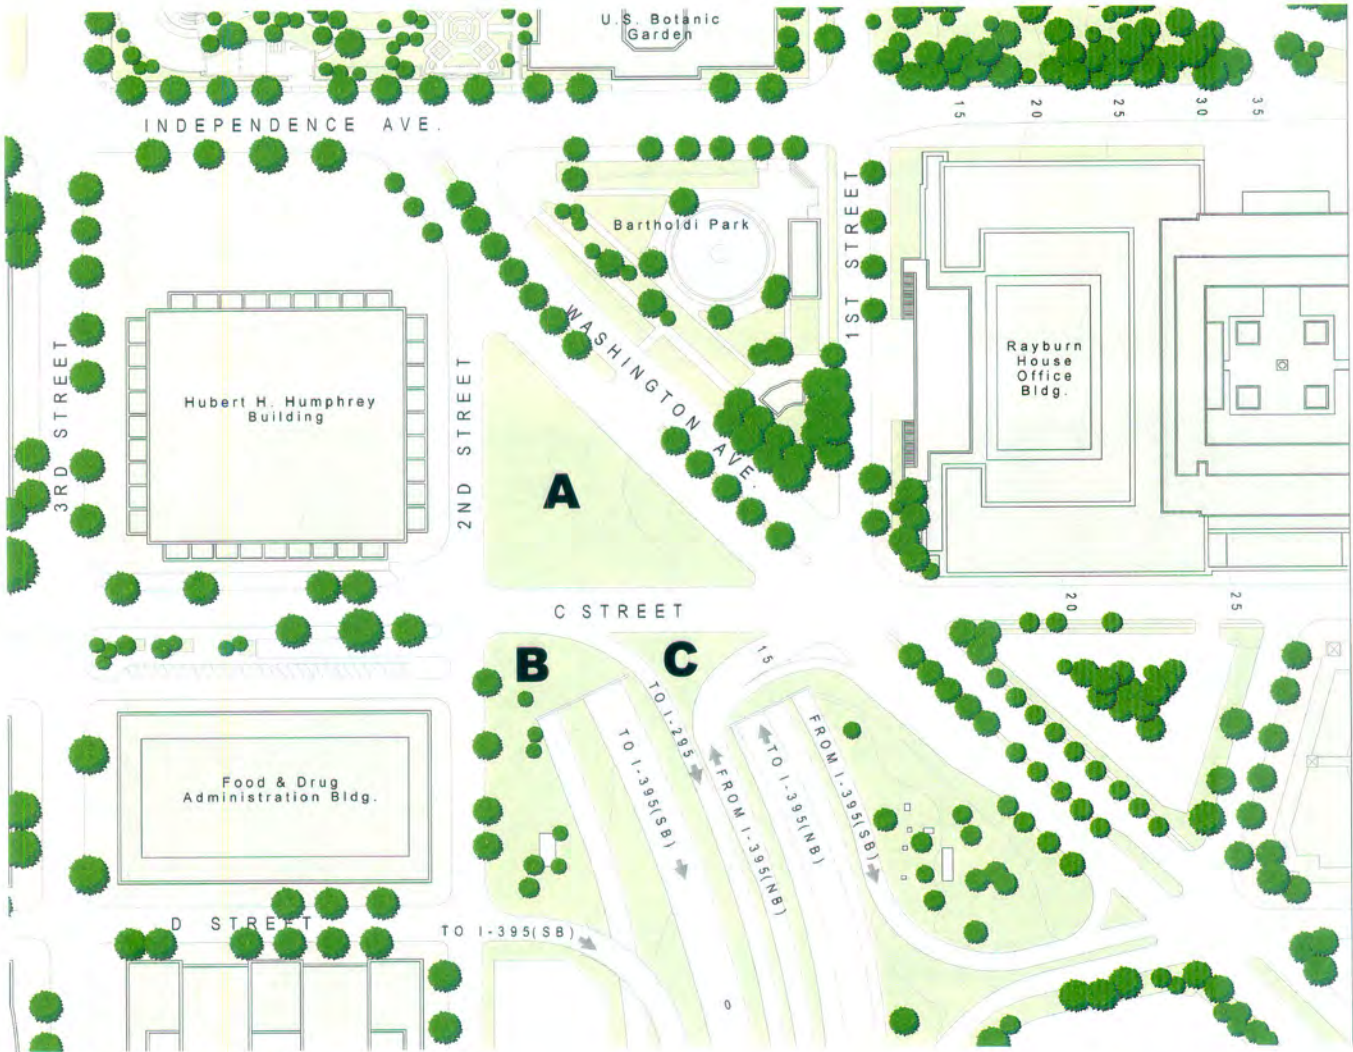 U.S. Botanic
Garden
15
20
25
30
35
INDEPENDENCE AVE.
1ST STREET
Bartholdi Park
WASHINGTON AVE.
Rayburn
House
Office
Bldg.
3RD STREET
Hubert H. Humphrey
Building
2ND STREET
A
C STREET
20
25
B
C
15
TO I-295
TO I-395(SB)
FROM I-395(NB)
TO I-395(NB)
FROM I-395(SB)
Food & Drug
Administration Bldg.
D STREET
TO I-395(SB)
0